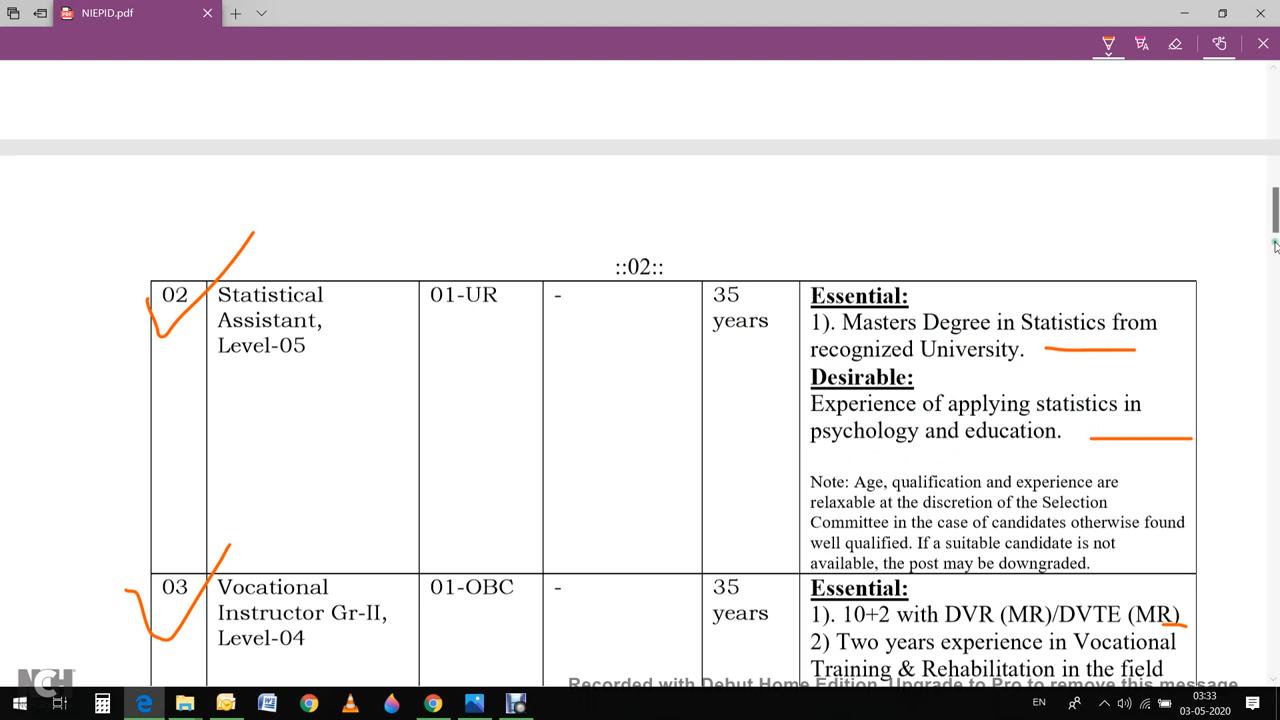 NIEPID.pdf
::02::
02 Statistical Assistant, Level-05 01-UR - 35 years
Essential:
1). Masters Degree in Statistics from
recognized University.
Desirable:
Experience of applying statistics in
psychology and education.
Note: Age, qualification and experience are
relaxable at the discretion of the Selection
Committee in the case of candidates otherwise found
well qualified. If a suitable candidate is not
available, the post may be downgraded.
03 Vocational Instructor Gr-II, Level-04 01-OBC - 35 years
Essential:
1). 10+2 with DVR (MR)/DVTE (MR)
2) Two years experience in Vocational
Training & Rehabilitation in the field
NCH
Recorded with Debut Home Edition. Upgrade to Pro to remove this message
EN
03:33
03-05-2020